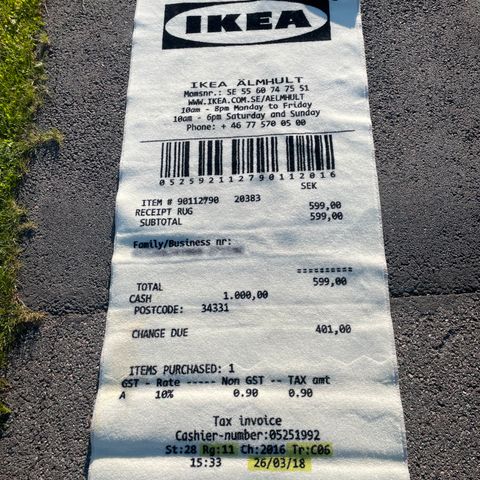 IKEA
IKEA ÄLMHULT
Momsnr.: SE 55 60 74 75 51
WWW.IKEA.COM.SE/AELMHULT
10am - 8pm Monday to Friday
10am - 6pm Saturday and Sunday
Phone: + 46 77 570 05 00
052592112790112016
SEK
ITEM # 90112790 20383 599,00
RECEIPT RUG 599,00
SUBTOTAL
Family/Business nr:
==========
TOTAL 599,00
CASH 1.000,00
POSTCODE: 34331
CHANGE DUE 401,00
ITEMS PURCHASED: 1
GST - Rate ----- Non GST -- TAX amt
A 10% 0.90 0.90
Tax invoice
Cashier-number:05251992
St:28 Rg:11 Ch:2016 Tr:C06
15:33 26/03/18